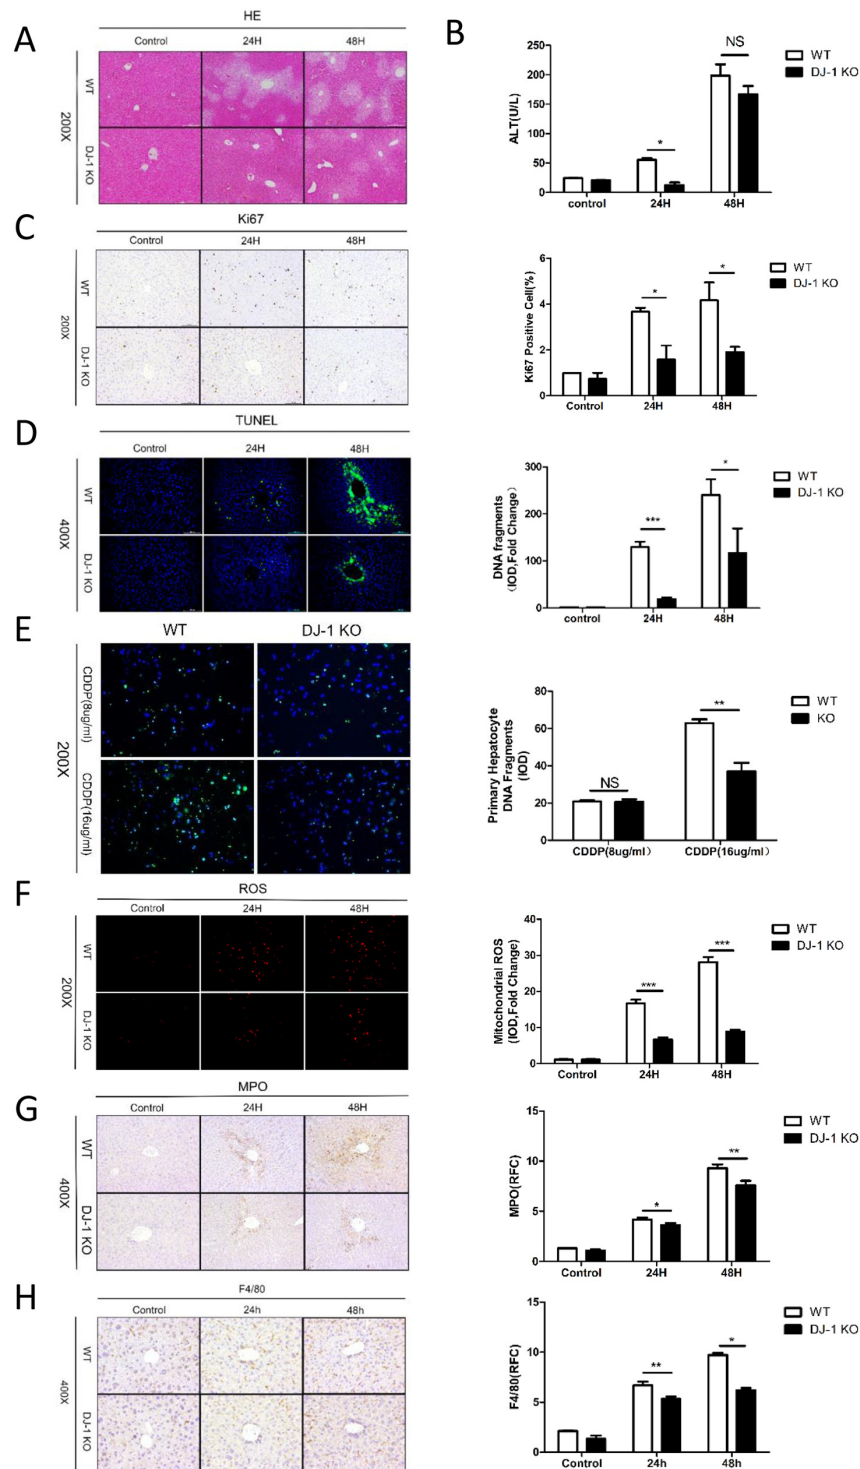 A
HE
Control 24H 48H
WT
DJ-1 KO
200X
B
ALT(U/L)
250
200
150
100
50
0
control 24H 48H
*
NS
WT
DJ-1 KO
C
Ki67
Control 24H 48H
WT
DJ-1 KO
200X
Ki67 Positive Cell(%)
6
4
2
0
Control 24H 48H
*
*
WT
DJ-1 KO
D
TUNEL
Control 24H 48H
WT
DJ-1 KO
400X
DNA fragments
(IOD,Fold Change)
300
200
100
0
control 24H 48H
***
*
WT
DJ-1 KO
E
WT DJ-1 KO
CDDP(8ug/ml)
CDDP(16ug/ml)
200X
Primary Hepatocyte
DNA Fragments
(IOD)
80
60
40
20
0
CDDP(8ug/ml) CDDP(16ug/ml)
NS
**
WT
KO
F
ROS
Control 24H 48H
WT
DJ-1 KO
200X
Mitochondrial ROS
(IOD,Fold Change)
40
30
20
10
0
Control 24H 48H
***
***
WT
DJ-1 KO
G
MPO
Control 24H 48H
WT
DJ-1 KO
400X
MPO(RFC)
15
10
5
0
Control 24H 48H
*
**
WT
DJ-1 KO
H
F4/80
Control 24h 48h
WT
DJ-1 KO
400X
F4/80(RFC)
15
10
5
0
Control 24h 48h
**
*
WT
DJ-1 KO